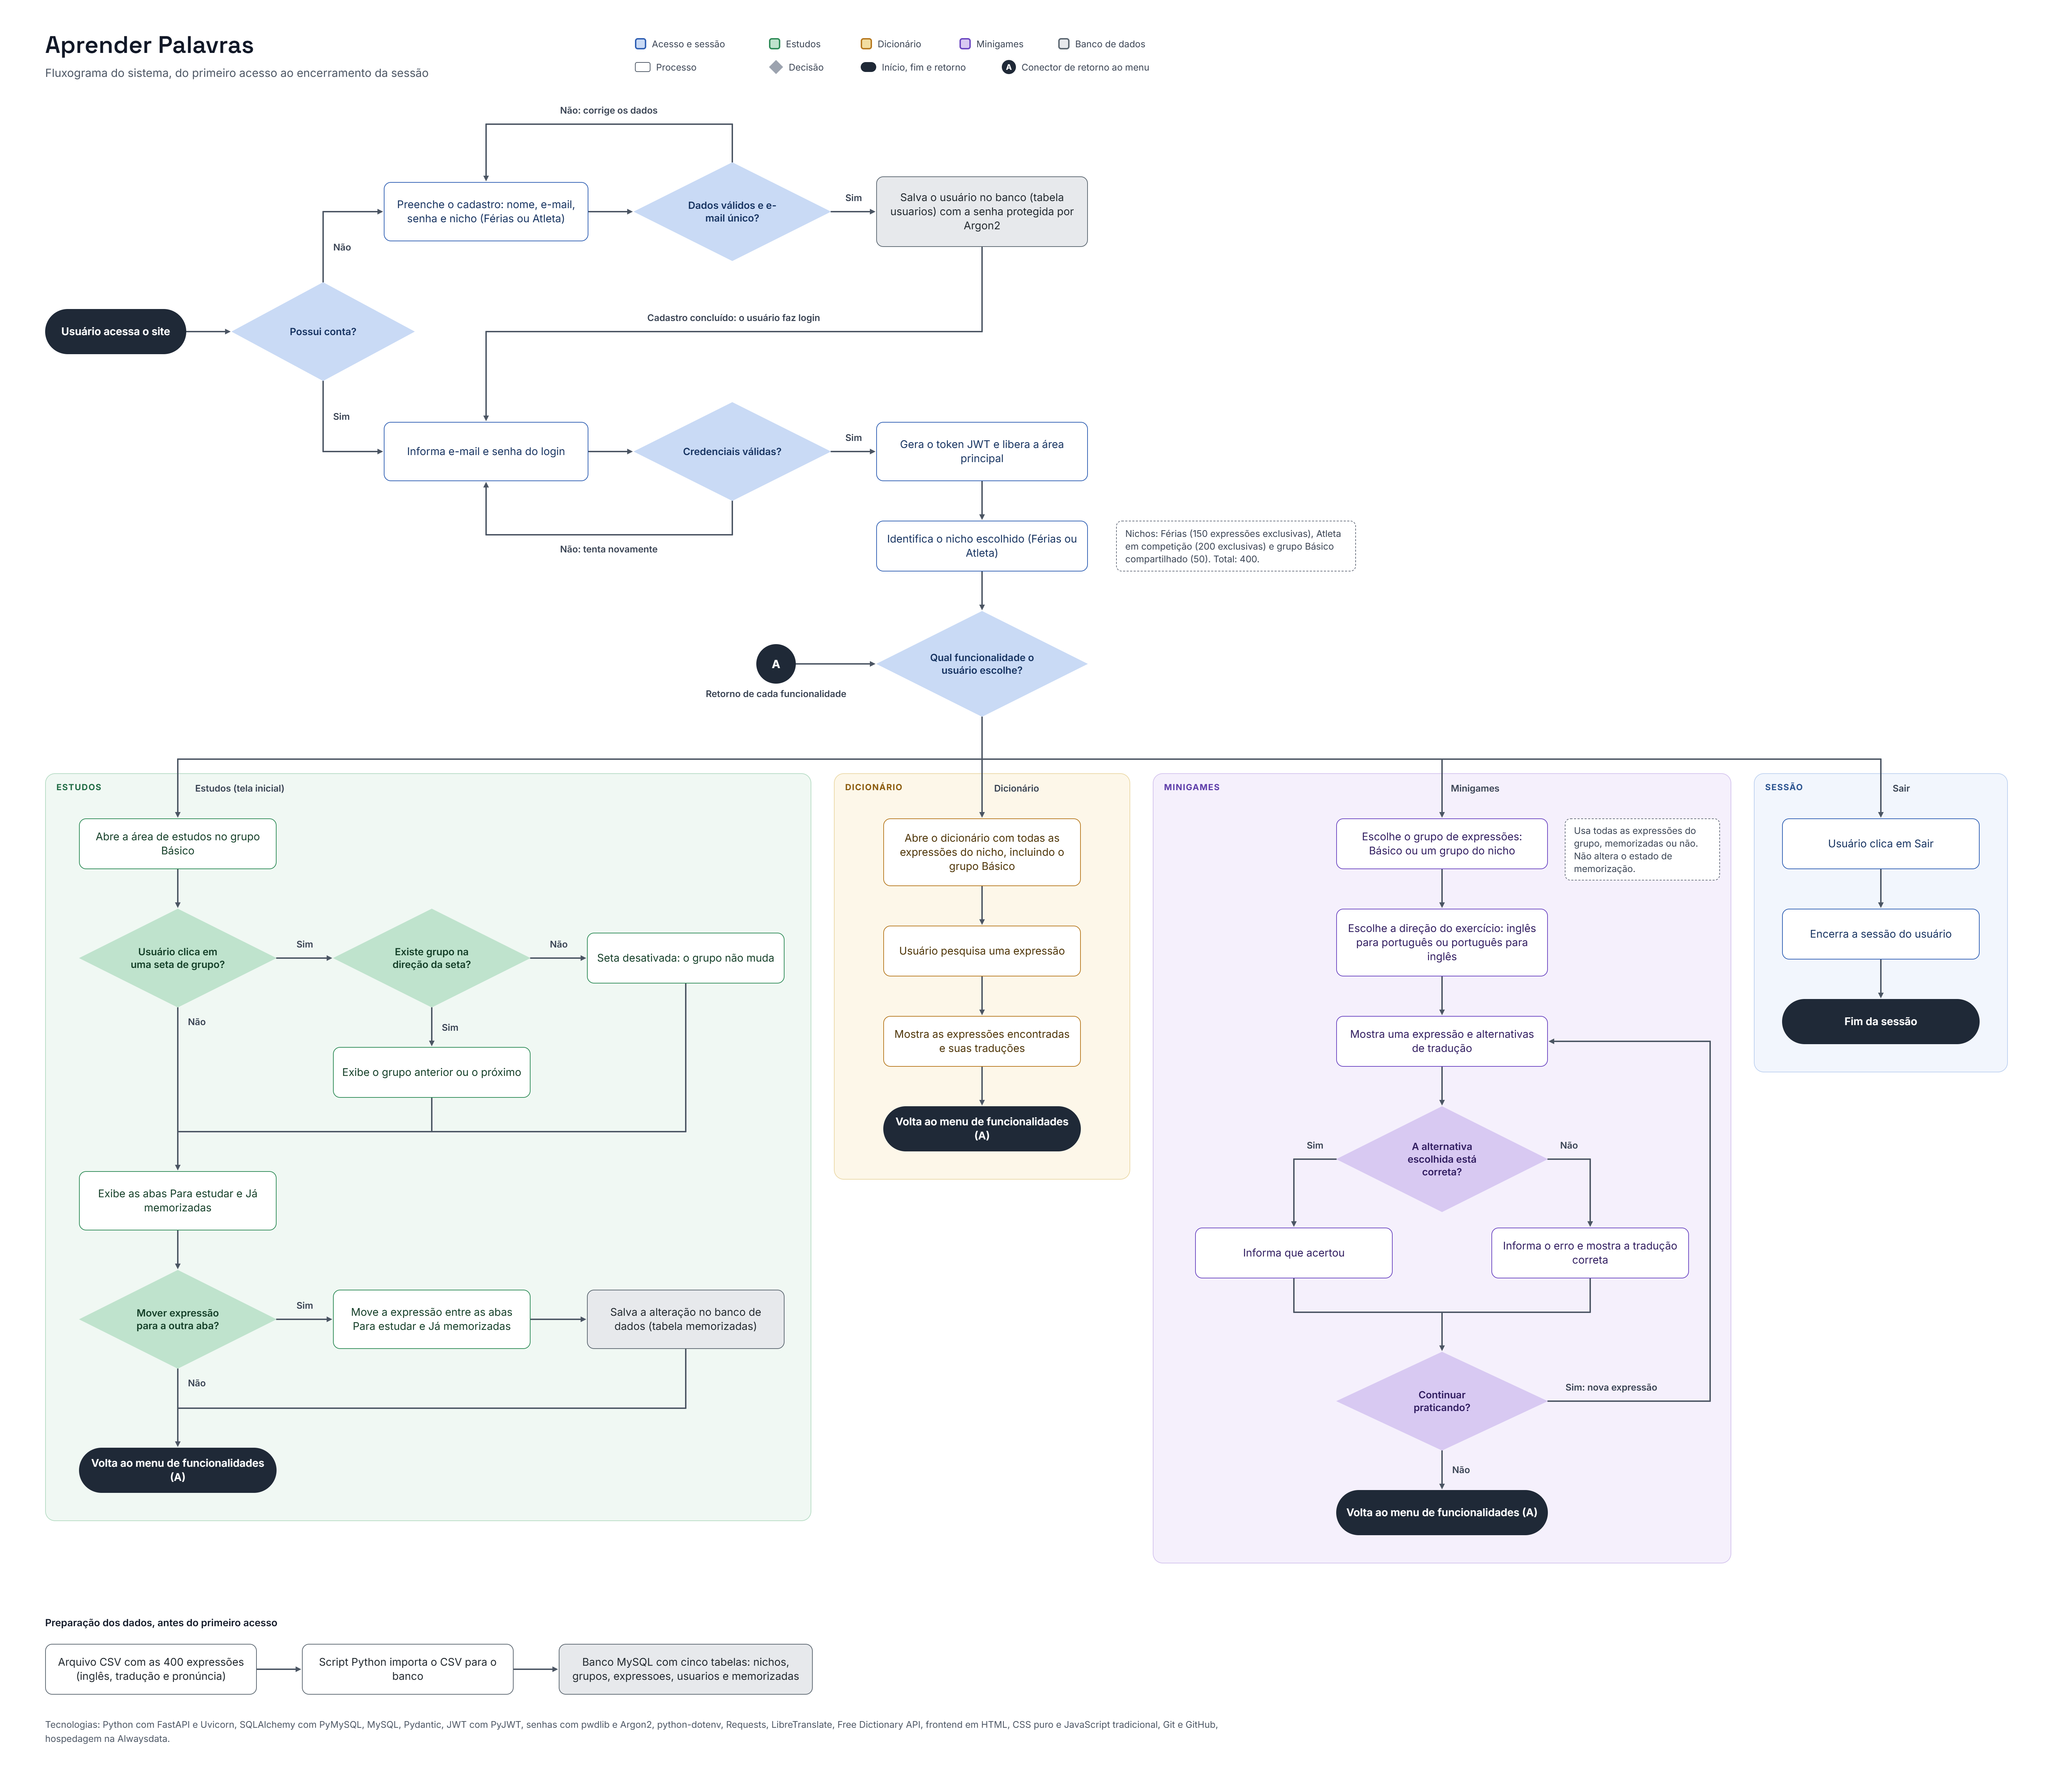 Aprender Palavras
Fluxograma do sistema, do primeiro acesso ao encerramento da sessão
Acesso e sessão
Estudos
Dicionário
Minigames
Banco de dados
Processo
Decisão
Início, fim e retorno
A
Conector de retorno ao menu
Não: corrige os dados
Preenche o cadastro: nome, e-mail,
senha e nicho (Férias ou Atleta)
Dados válidos e e-
mail único?
Sim
Salva o usuário no banco (tabela
usuarios) com a senha protegida por
Argon2
Não
Usuário acessa o site
Possui conta?
Cadastro concluído: o usuário faz login
Sim
Informa e-mail e senha do login
Credenciais válidas?
Sim
Gera o token JWT e libera a área
principal
Não: tenta novamente
Identifica o nicho escolhido (Férias ou
Atleta)
Nichos: Férias (150 expressões exclusivas), Atleta
em competição (200 exclusivas) e grupo Básico
compartilhado (50). Total: 400.
A
Retorno de cada funcionalidade
Qual funcionalidade o
usuário escolhe?
ESTUDOS
Estudos (tela inicial)
Abre a área de estudos no grupo
Básico
Usuário clica em
uma seta de grupo?
Sim
Existe grupo na
direção da seta?
Não
Seta desativada: o grupo não muda
Não
Sim
Exibe o grupo anterior ou o próximo
Exibe as abas Para estudar e Já
memorizadas
Mover expressão
para a outra aba?
Sim
Move a expressão entre as abas
Para estudar e Já memorizadas
Salva a alteração no banco de
dados (tabela memorizadas)
Não
Volta ao menu de funcionalidades
(A)
DICIONÁRIO
Dicionário
Abre o dicionário com todas as
expressões do nicho, incluindo o
grupo Básico
Usuário pesquisa uma expressão
Mostra as expressões encontradas
e suas traduções
Volta ao menu de funcionalidades
(A)
MINIGAMES
Minigames
Escolhe o grupo de expressões:
Básico ou um grupo do nicho
Usa todas as expressões do
grupo, memorizadas ou não.
Não altera o estado de
memorização.
Escolhe a direção do exercício: inglês
para português ou português para
inglês
Mostra uma expressão e alternativas
de tradução
Sim
A alternativa
escolhida está
correta?
Não
Informa que acertou
Informa o erro e mostra a tradução
correta
Continuar
praticando?
Sim: nova expressão
Não
Volta ao menu de funcionalidades (A)
SESSÃO
Sair
Usuário clica em Sair
Encerra a sessão do usuário
Fim da sessão
Preparação dos dados, antes do primeiro acesso
Arquivo CSV com as 400 expressões
(inglês, tradução e pronúncia)
Script Python importa o CSV para o
banco
Banco MySQL com cinco tabelas: nichos,
grupos, expressoes, usuarios e memorizadas
Tecnologias: Python com FastAPI e Uvicorn, SQLAlchemy com PyMySQL, MySQL, Pydantic, JWT com PyJWT, senhas com pwdlib e Argon2, python-dotenv, Requests, LibreTranslate, Free Dictionary API, frontend em HTML, CSS puro e JavaScript tradicional, Git e GitHub,
hospedagem na Alwaysdata.